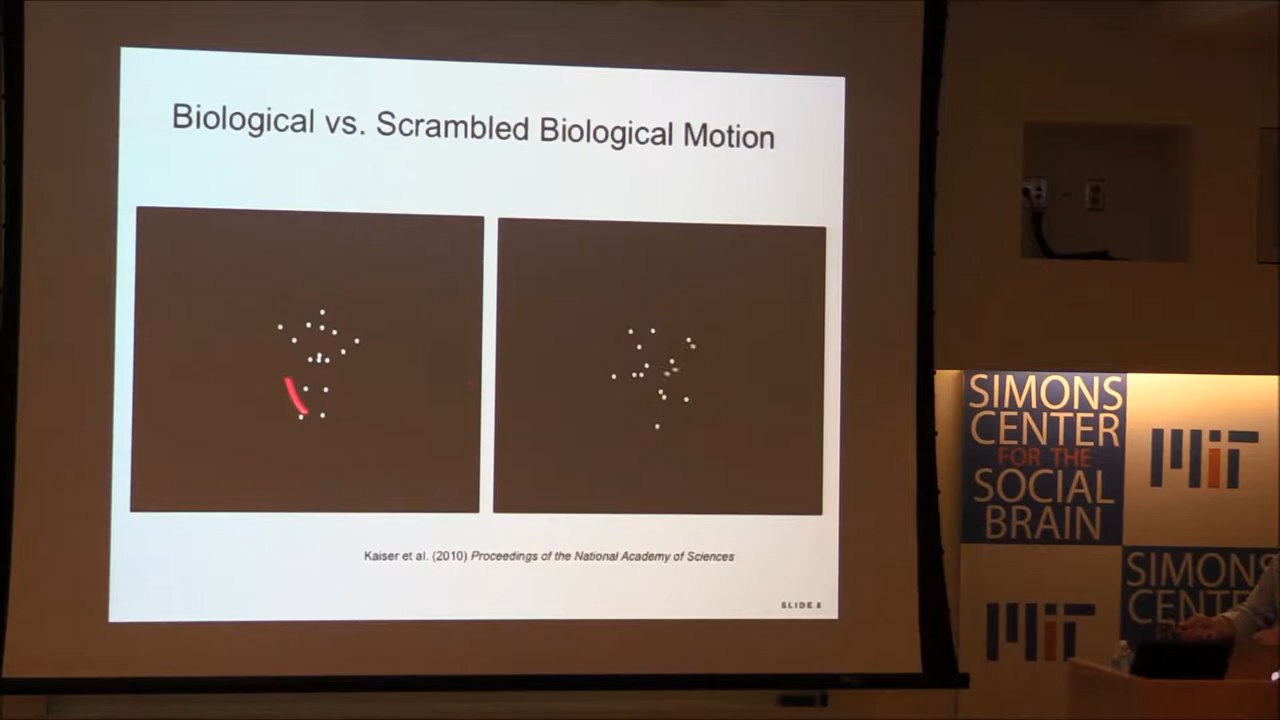 Biological vs. Scrambled Biological Motion
Kaiser et al. (2010) Proceedings of the National Academy of Sciences
SLIDE 8
SIMONS
CENTER
FOR THE
SOCIAL
BRAIN
MIT
MIT
SIMONS
CENTE